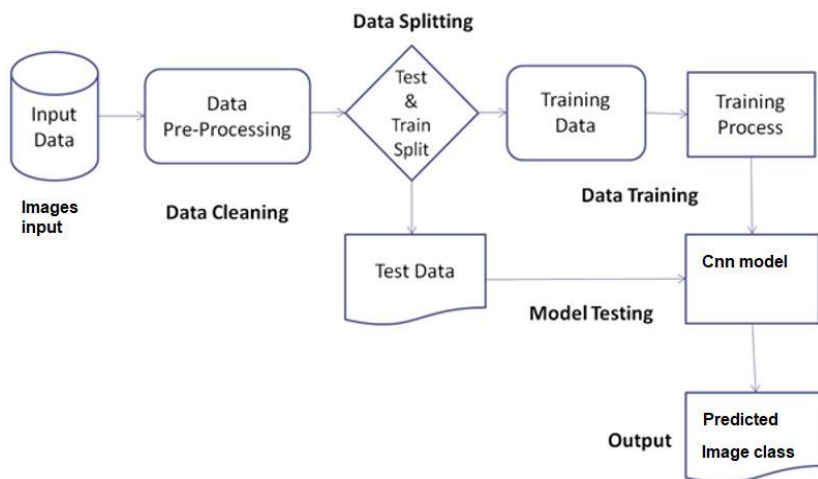 Data Splitting
Input
Data
Data
Pre-Processing
Test
&
Train
Split
Training
Data
Training
Process
Images
input
Data Cleaning
Data Training
Test Data
Cnn model
Model Testing
Output
Predicted
Image class